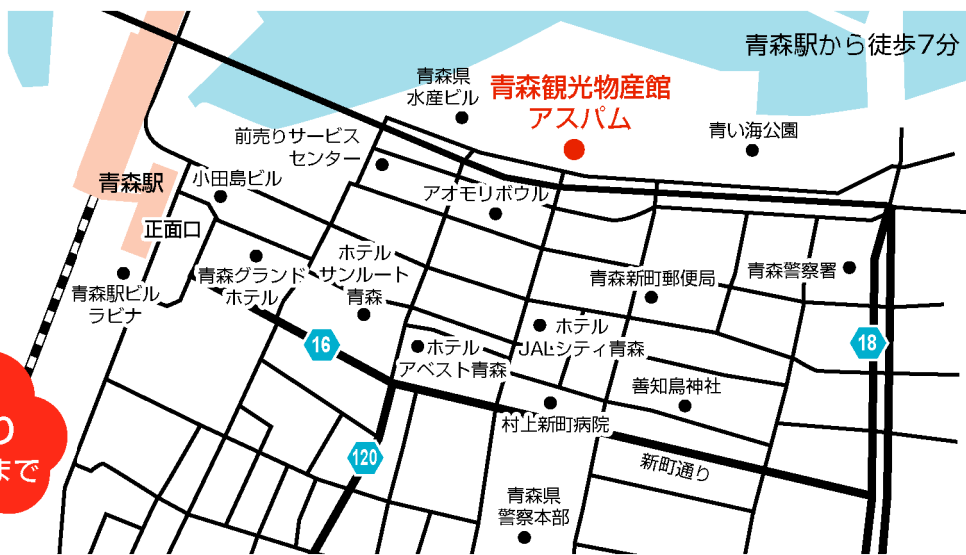 青森駅から徒歩7分
青森県
水産ビル
青森観光物産館
アスパム
青い海公園
前売りサービス
センター
青森駅
小田島ビル
アオモリボウル
正面口
ホテル
サンルート
青森
青森グランド
ホテル
青森駅ビル
ラビナ
青森新町郵便局
青森警察署
16
ホテル
JALシティ青森
18
ホテル
アベスト青森
善知鳥神社
村上新町病院
まで
120
新町通り
青森県
警察本部